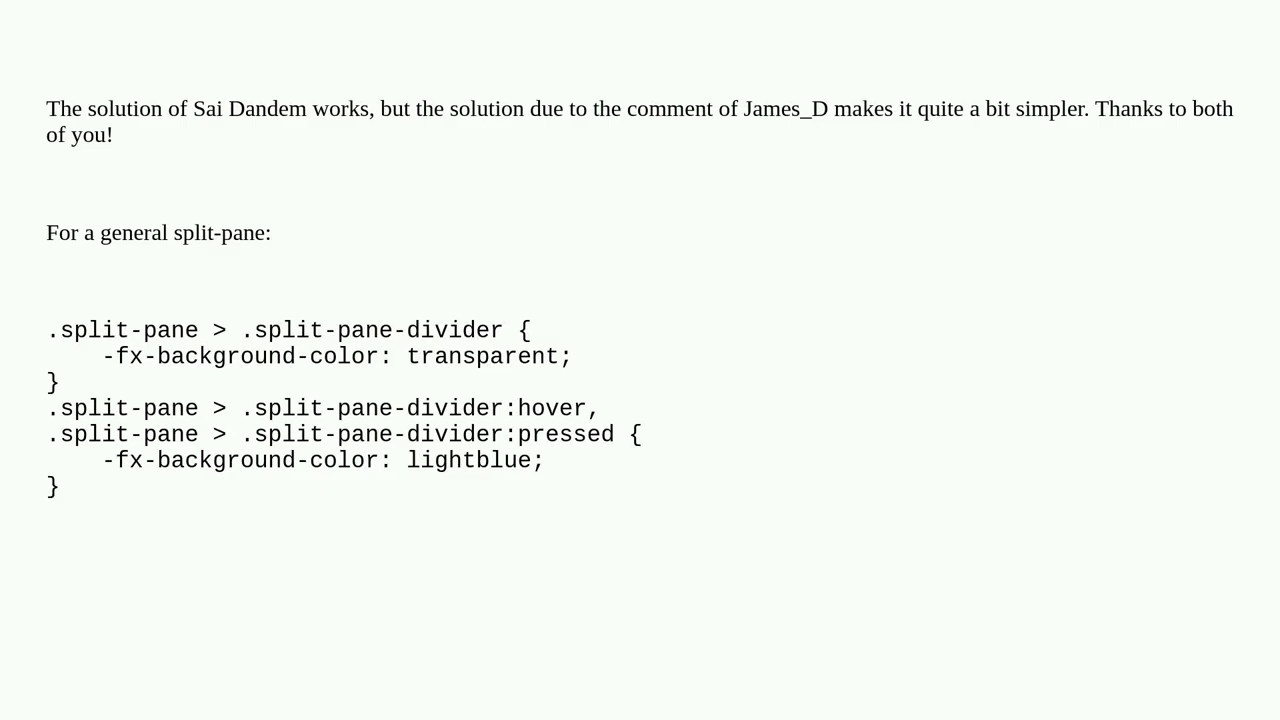 The solution of Sai Dandem works, but the solution due to the comment of James_D makes it quite a bit simpler. Thanks to both
of you!
For a general split-pane:
.split-pane > .split-pane-divider {
    -fx-background-color: transparent;
}
.split-pane > .split-pane-divider:hover,
.split-pane > .split-pane-divider:pressed {
    -fx-background-color: lightblue;
}